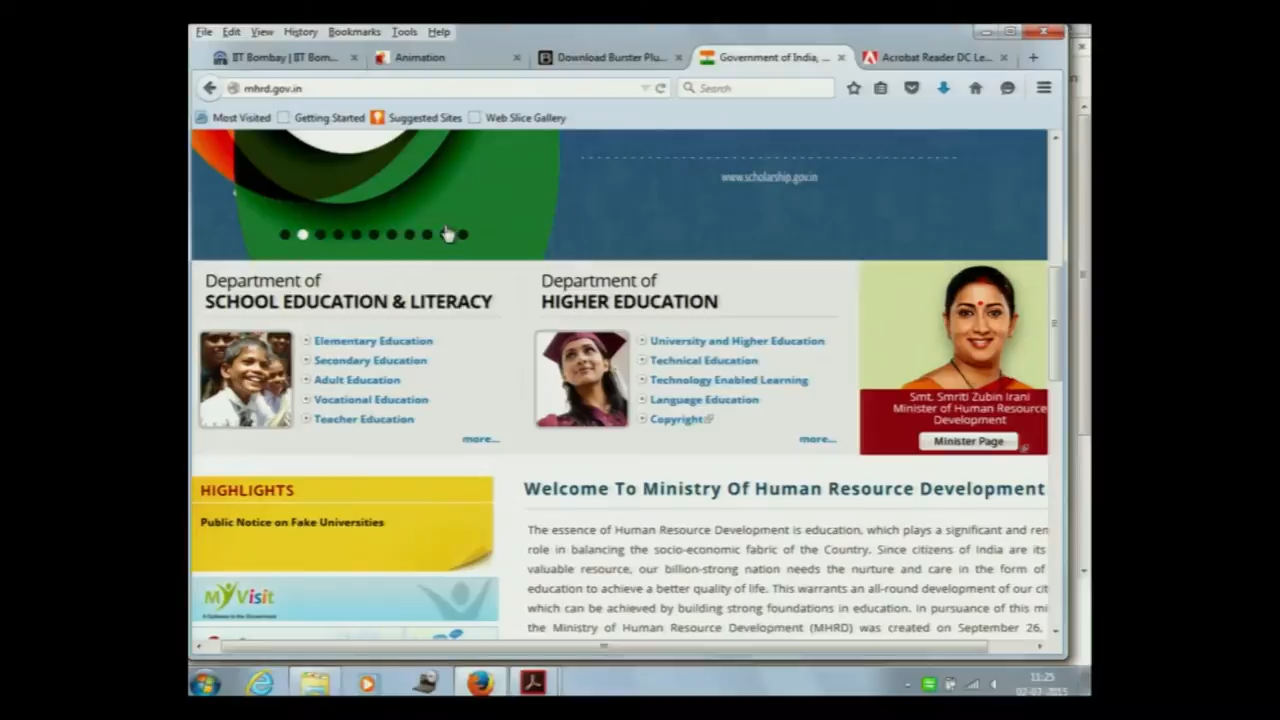 File Edit View History Bookmarks Tools Help
IIT Bombay | IIT Bom... Animation Download Burster Plu... Government of India, ... Acrobat Reader DC Le...
mhrd.gov.in Search
Most Visited Getting Started Suggested Sites Web Slice Gallery
www.scholarship.gov.in
Department of
SCHOOL EDUCATION & LITERACY
Elementary Education
Secondary Education
Adult Education
Vocational Education
Teacher Education
more...
Department of
HIGHER EDUCATION
University and Higher Education
Technical Education
Technology Enabled Learning
Language Education
Copyright
more...
Smt. Smriti Zubin Irani
Minister of Human Resource
Development
Minister Page
HIGHLIGHTS
Public Notice on Fake Universities
MyVisit
Welcome To Ministry Of Human Resource Development
The essence of Human Resource Development is education, which plays a significant and rem
role in balancing the socio-economic fabric of the Country. Since citizens of India are its
valuable resource, our billion-strong nation needs the nurture and care in the form of
education to achieve a better quality of life. This warrants an all-round development of our cit
which can be achieved by building strong foundations in education. In pursuance of this mi
the Ministry of Human Resource Development (MHRD) was created on September 26,
11:25
02-07-2015